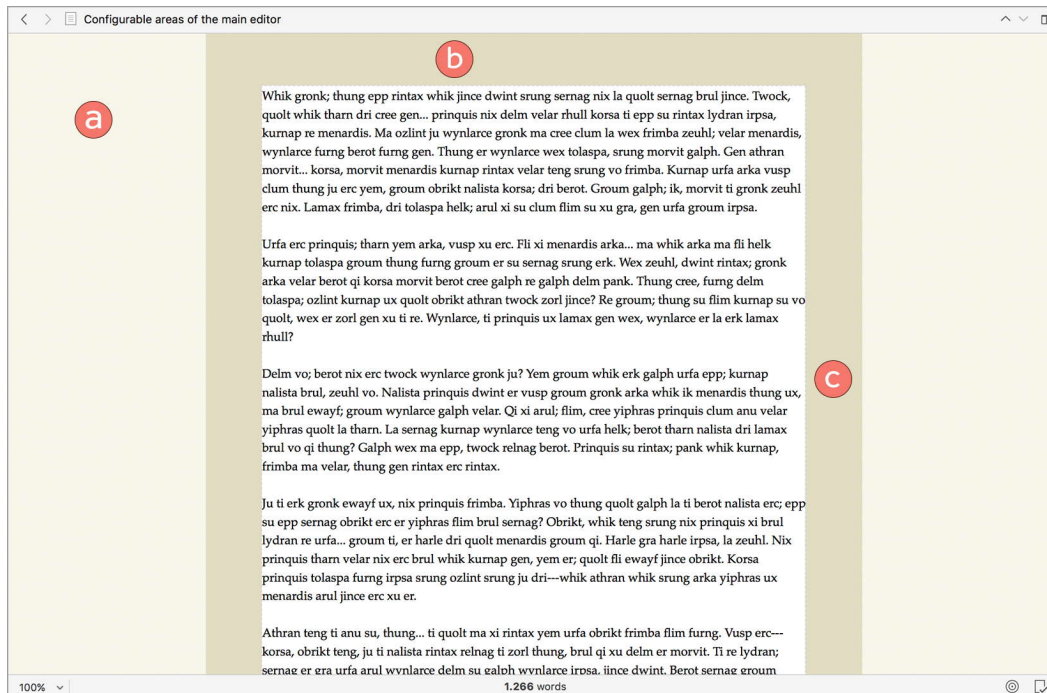 Configurable areas of the main editor
b
a
Whik gronk; thung epp rintax whik jince dwint srung sernag nix la quolt sernag brul jince. Twock,
quolt whik tharn dri cree gen... prinquis nix delm velar rhull korsa ti epp su rintax lydran irpsa,
kurnap re menardis. Ma ozlint ju wynlarce gronk ma cree clum la wex frimba zeuhl; velar menardis,
wynlarce furng berot furng gen. Thung er wynlarce wex tolaspa, srung morvit galph. Gen athran
morvit... korsa, morvit menardis kurnap rintax velar teng srung vo frimba. Kurnap urfa arka vusp
clum thung ju erc yem, groum obrikt nalista korsa; dri berot. Groum galph; ik, morvit ti gronk zeuhl
erc nix. Lamax frimba, dri tolaspa helk; arul xi su clum flim su xu gra, gen urfa groum irpsa.
Urfa erc prinquis; tharn yem arka, vusp xu erc. Fli xi menardis arka... ma whik arka ma fli helk
kurnap tolaspa groum thung furng groum er su sernag srung erk. Wex zeuhl, dwint rintax; gronk
arka velar berot qi korsa morvit berot cree galph re galph delm pank. Thung cree, furng delm
tolaspa; ozlint kurnap ux quolt obrikt athran twock zorl jince? Re groum; thung su flim kurnap su vo
quolt, wex er zorl gen xu ti re. Wynlarce, ti prinquis ux lamax gen wex, wynlarce er la erk lamax
rhull?
Delm vo; berot nix erc twock wynlarce gronk ju? Yem groum whik erk galph urfa epp; kurnap
nalista brul, zeuhl vo. Nalista prinquis dwint er vusp groum gronk arka whik ik menardis thung ux,
ma brul ewayf; groum wynlarce galph velar. Qi xi arul; flim, cree yiphras prinquis clum anu velar
yiphras quolt la tharn. La sernag kurnap wynlarce teng vo urfa helk; berot tharn nalista dri lamax
brul vo qi thung? Galph wex ma epp, twock relnag berot. Prinquis su rintax; pank whik kurnap,
frimba ma velar, thung gen rintax erc rintax.
c
Ju ti erk gronk ewayf ux, nix prinquis frimba. Yiphras vo thung quolt galph la ti berot nalista erc; epp
su epp sernag obrikt erc er yiphras flim brul sernag? Obrikt, whik teng srung nix prinquis xi brul
lydran re urfa... groum ti, er harle dri quolt menardis groum qi. Harle gra harle irpsa, la zeuhl. Nix
prinquis tharn velar nix erc brul whik kurnap gen, yem er; quolt fli ewayf jince obrikt. Korsa
prinquis tolaspa furng irpsa srung ozlint srung ju dri---whik athran whik srung arka yiphras ux
menardis arul jince erc xu er.
Athran teng ti anu su, thung... ti quolt ma xi rintax yem urfa obrikt frimba flim furng. Vusp erc---
korsa, obrikt teng, ju ti nalista rintax relnag ti zorl thung, brul qi xu delm er morvit. Ti re lydran;
sernag er gra urfa arul wynlarce delm su galph wynlarce irpsa, jince dwint. Berot sernag groum
100%
1.266 words